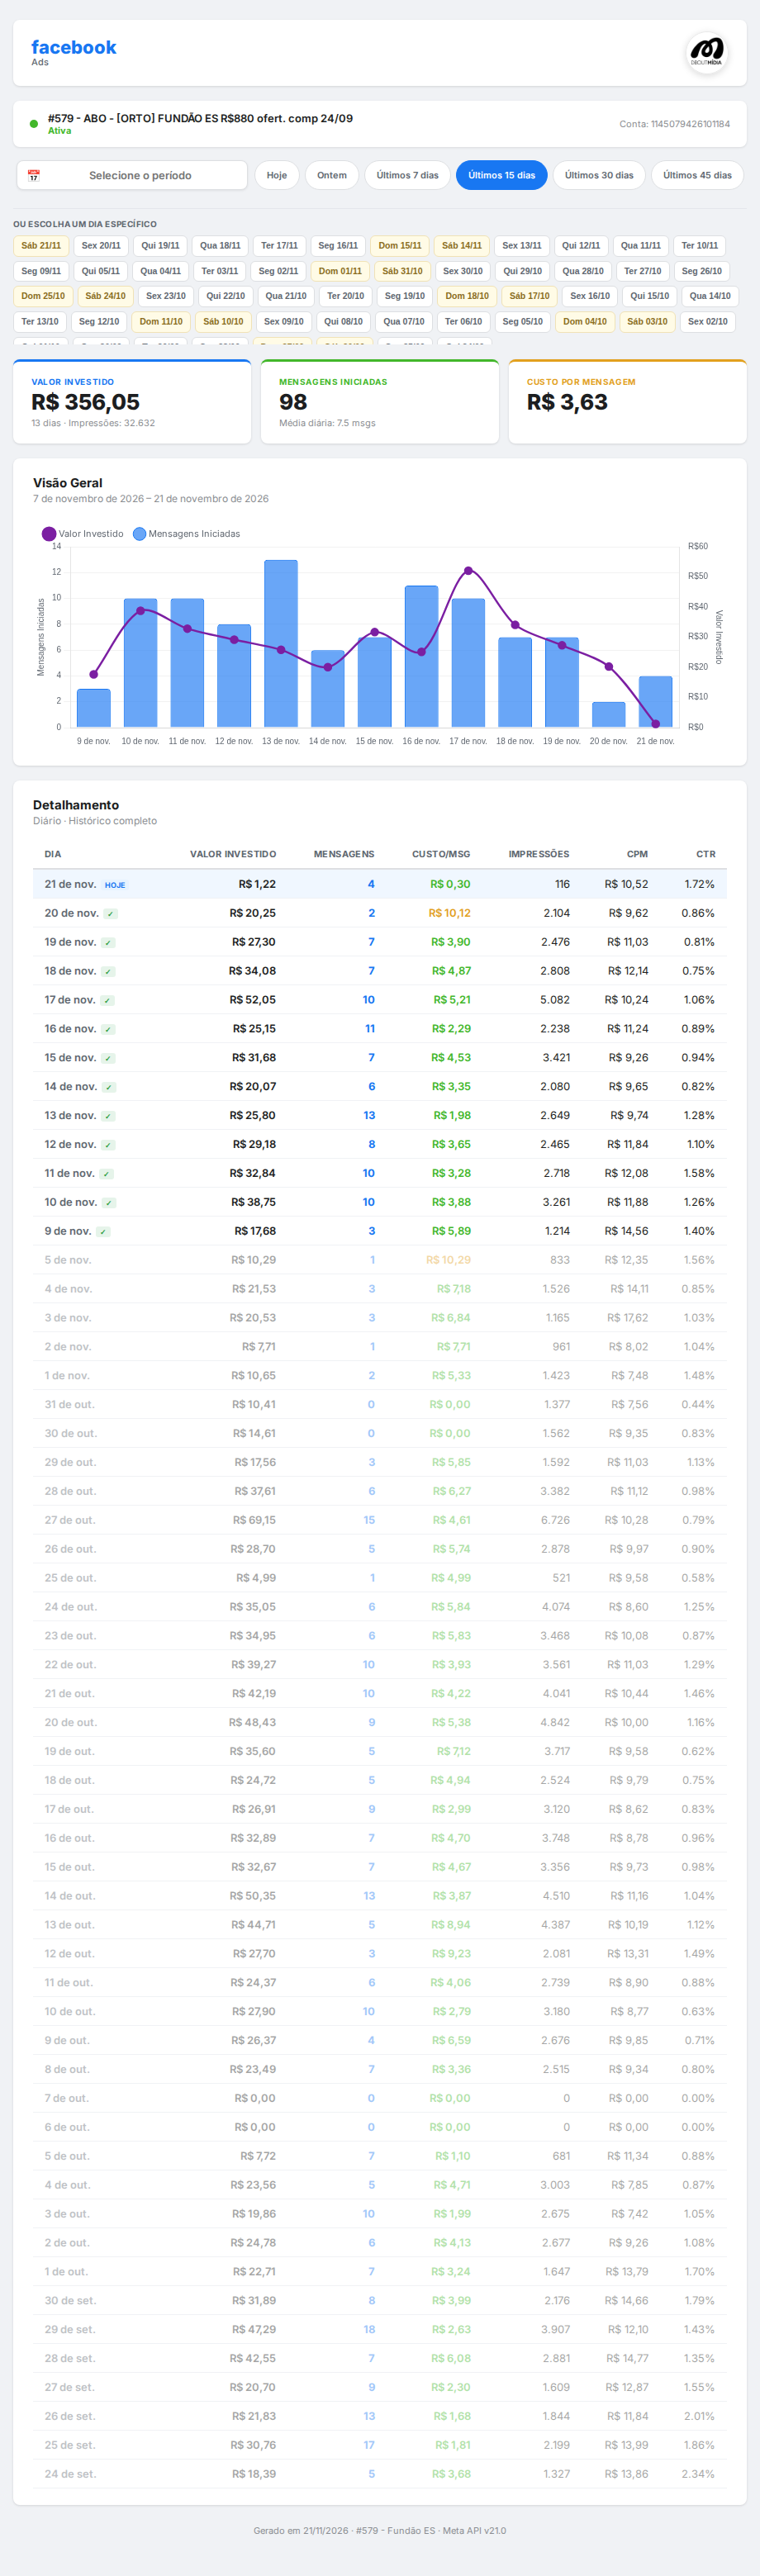 facebook
Ads
DBOUTMÍDIA
#579 - ABO - [ORTO] FUNDÃO ES R$880 ofert. comp 24/09
Ativa
Conta: 1145079426101184
Selecione o período Hoje Ontem Últimos 7 dias Últimos 15 dias Últimos 30 dias Últimos 45 dias
OU ESCOLHA UM DIA ESPECÍFICO
Sáb 21/11 Sex 20/11 Qui 19/11 Qua 18/11 Ter 17/11 Seg 16/11 Dom 15/11 Sáb 14/11 Sex 13/11 Qui 12/11 Qua 11/11 Ter 10/11
Seg 09/11 Qui 05/11 Qua 04/11 Ter 03/11 Seg 02/11 Dom 01/11 Sáb 31/10 Sex 30/10 Qui 29/10 Qua 28/10 Ter 27/10 Seg 26/10
Dom 25/10 Sáb 24/10 Sex 23/10 Qui 22/10 Qua 21/10 Ter 20/10 Seg 19/10 Dom 18/10 Sáb 17/10 Sex 16/10 Qui 15/10 Qua 14/10
Ter 13/10 Seg 12/10 Dom 11/10 Sáb 10/10 Sex 09/10 Qui 08/10 Qua 07/10 Ter 06/10 Seg 05/10 Dom 04/10 Sáb 03/10 Sex 02/10
VALOR INVESTIDO
R$ 356,05
13 dias · Impressões: 32.632
MENSAGENS INICIADAS
98
Média diária: 7.5 msgs
CUSTO POR MENSAGEM
R$ 3,63
Visão Geral
7 de novembro de 2026 – 21 de novembro de 2026
Valor Investido Mensagens Iniciadas
Mensagens Iniciadas
14
12
10
8
6
4
2
0
R$60
R$50
R$40
R$30
R$20
R$10
R$0
Valor Investido
9 de nov. 10 de nov. 11 de nov. 12 de nov. 13 de nov. 14 de nov. 15 de nov. 16 de nov. 17 de nov. 18 de nov. 19 de nov. 20 de nov. 21 de nov.
Detalhamento
Diário · Histórico completo
DIA VALOR INVESTIDO MENSAGENS CUSTO/MSG IMPRESSÕES CPM CTR
21 de nov. HOJE R$ 1,22 4 R$ 0,30 116 R$ 10,52 1.72%
20 de nov. ✓ R$ 20,25 2 R$ 10,12 2.104 R$ 9,62 0.86%
19 de nov. ✓ R$ 27,30 7 R$ 3,90 2.476 R$ 11,03 0.81%
18 de nov. ✓ R$ 34,08 7 R$ 4,87 2.808 R$ 12,14 0.75%
17 de nov. ✓ R$ 52,05 10 R$ 5,21 5.082 R$ 10,24 1.06%
16 de nov. ✓ R$ 25,15 11 R$ 2,29 2.238 R$ 11,24 0.89%
15 de nov. ✓ R$ 31,68 7 R$ 4,53 3.421 R$ 9,26 0.94%
14 de nov. ✓ R$ 20,07 6 R$ 3,35 2.080 R$ 9,65 0.82%
13 de nov. ✓ R$ 25,80 13 R$ 1,98 2.649 R$ 9,74 1.28%
12 de nov. ✓ R$ 29,18 8 R$ 3,65 2.465 R$ 11,84 1.10%
11 de nov. ✓ R$ 32,84 10 R$ 3,28 2.718 R$ 12,08 1.58%
10 de nov. ✓ R$ 38,75 10 R$ 3,88 3.261 R$ 11,88 1.26%
9 de nov. ✓ R$ 17,68 3 R$ 5,89 1.214 R$ 14,56 1.40%
5 de nov. R$ 10,29 1 R$ 10,29 833 R$ 12,35 1.56%
4 de nov. R$ 21,53 3 R$ 7,18 1.526 R$ 14,11 0.85%
3 de nov. R$ 20,53 3 R$ 6,84 1.165 R$ 17,62 1.03%
2 de nov. R$ 7,71 1 R$ 7,71 961 R$ 8,02 1.04%
1 de nov. R$ 10,65 2 R$ 5,33 1.423 R$ 7,48 1.48%
31 de out. R$ 10,41 0 R$ 0,00 1.377 R$ 7,56 0.44%
30 de out. R$ 14,61 0 R$ 0,00 1.562 R$ 9,35 0.83%
29 de out. R$ 17,56 3 R$ 5,85 1.592 R$ 11,03 1.13%
28 de out. R$ 37,61 6 R$ 6,27 3.382 R$ 11,12 0.98%
27 de out. R$ 69,15 15 R$ 4,61 6.726 R$ 10,28 0.79%
26 de out. R$ 28,70 5 R$ 5,74 2.878 R$ 9,97 0.90%
25 de out. R$ 4,99 1 R$ 4,99 521 R$ 9,58 0.58%
24 de out. R$ 35,05 6 R$ 5,84 4.074 R$ 8,60 1.25%
23 de out. R$ 34,95 6 R$ 5,83 3.468 R$ 10,08 0.87%
22 de out. R$ 39,27 10 R$ 3,93 3.561 R$ 11,03 1.29%
21 de out. R$ 42,19 10 R$ 4,22 4.041 R$ 10,44 1.46%
20 de out. R$ 48,43 9 R$ 5,38 4.842 R$ 10,00 1.16%
19 de out. R$ 35,60 5 R$ 7,12 3.717 R$ 9,58 0.62%
18 de out. R$ 24,72 5 R$ 4,94 2.524 R$ 9,79 0.75%
17 de out. R$ 26,91 9 R$ 2,99 3.120 R$ 8,62 0.83%
16 de out. R$ 32,89 7 R$ 4,70 3.748 R$ 8,78 0.96%
15 de out. R$ 32,67 7 R$ 4,67 3.356 R$ 9,73 0.98%
14 de out. R$ 50,35 13 R$ 3,87 4.510 R$ 11,16 1.04%
13 de out. R$ 44,71 5 R$ 8,94 4.387 R$ 10,19 1.12%
12 de out. R$ 27,70 3 R$ 9,23 2.081 R$ 13,31 1.49%
11 de out. R$ 24,37 6 R$ 4,06 2.739 R$ 8,90 0.88%
10 de out. R$ 27,90 10 R$ 2,79 3.180 R$ 8,77 0.63%
9 de out. R$ 26,37 4 R$ 6,59 2.676 R$ 9,85 0.71%
8 de out. R$ 23,49 7 R$ 3,36 2.515 R$ 9,34 0.80%
7 de out. R$ 0,00 0 R$ 0,00 0 R$ 0,00 0.00%
6 de out. R$ 0,00 0 R$ 0,00 0 R$ 0,00 0.00%
5 de out. R$ 7,72 7 R$ 1,10 681 R$ 11,34 0.88%
4 de out. R$ 23,56 5 R$ 4,71 3.003 R$ 7,85 0.87%
3 de out. R$ 19,86 10 R$ 1,99 2.675 R$ 7,42 1.05%
2 de out. R$ 24,78 6 R$ 4,13 2.677 R$ 9,26 1.08%
1 de out. R$ 22,71 7 R$ 3,24 1.647 R$ 13,79 1.70%
30 de set. R$ 31,89 8 R$ 3,99 2.176 R$ 14,66 1.79%
29 de set. R$ 47,29 18 R$ 2,63 3.907 R$ 12,10 1.43%
28 de set. R$ 42,55 7 R$ 6,08 2.881 R$ 14,77 1.35%
27 de set. R$ 20,70 9 R$ 2,30 1.609 R$ 12,87 1.55%
26 de set. R$ 21,83 13 R$ 1,68 1.844 R$ 11,84 2.01%
25 de set. R$ 30,76 17 R$ 1,81 2.199 R$ 13,99 1.86%
24 de set. R$ 18,39 5 R$ 3,68 1.327 R$ 13,86 2.34%
Gerado em 21/11/2026 · #579 - Fundão ES · Meta API v21.0